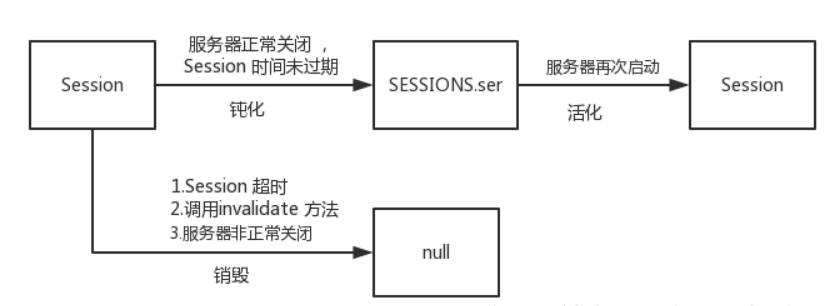 服务器正常关闭 ，
Session 时间未过期
服务器再次启动
Session
SESSIONS.ser
Session
钝化
活化
1.Session 超时
2.调用invalidate 方法
3.服务器非正常关闭
null
销毁